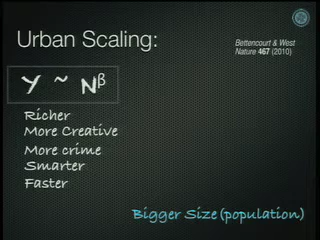 Urban Scaling:
Bettencourt & West
Nature 467 (2010)
Y ~ Nᵝ
Richer
More Creative
More crime
Smarter
Faster
Bigger Size (population)